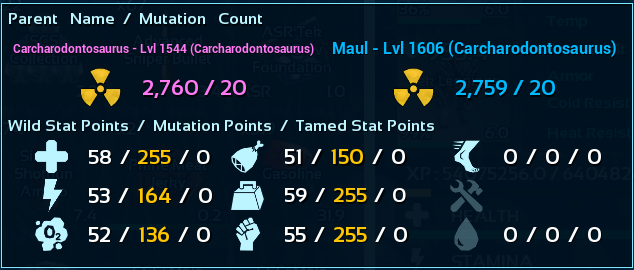 Parent Name / Mutation Count
Carcharodontosaurus - Lvl 1544 (Carcharodontosaurus) Maul - Lvl 1606 (Carcharodontosaurus)
2,760 / 20 2,759 / 20
Wild Stat Points / Mutation Points / Tamed Stat Points
58 / 255 / 0 51 / 150 / 0 0 / 0 / 0
53 / 164 / 0 59 / 255 / 0
O2 52 / 136 / 0 55 / 255 / 0 0 / 0 / 0